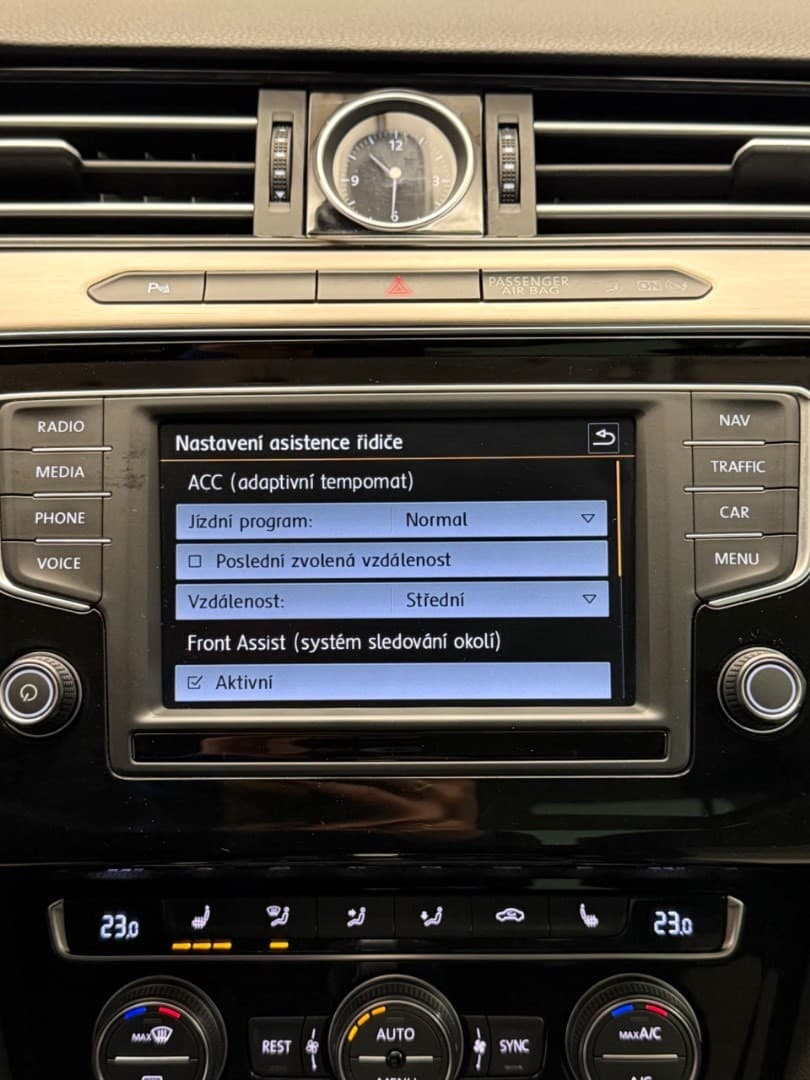 12
9
3
6
P
PASSENGER
AIR BAG
ON
RADIO
MEDIA
PHONE
VOICE
Nastavení asistence řidiče
ACC (adaptivní tempomat)
Jízdní program: Normal
Poslední zvolená vzdálenost
Vzdálenost: Střední
Front Assist (systém sledování okolí)
Aktivní
NAV
TRAFFIC
CAR
MENU
23,0
23,0
MAX
REST
AUTO
MENU
SYNC
MAX A/C
A/C